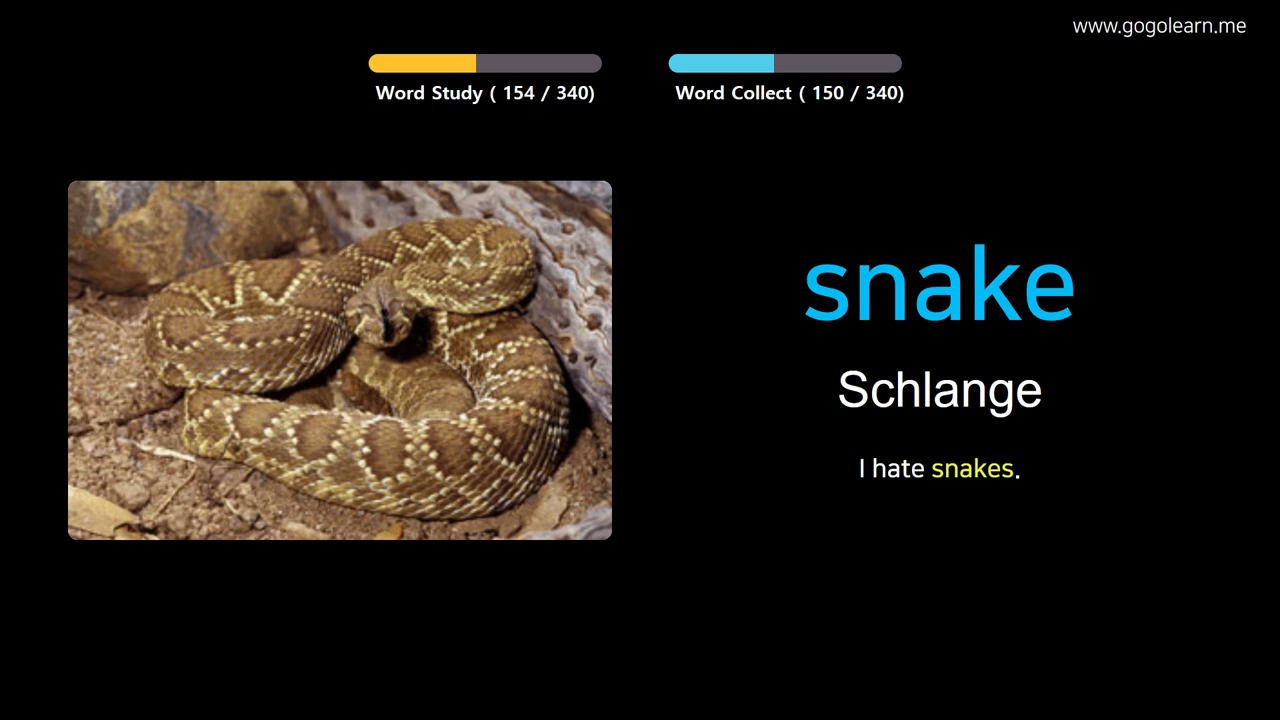 www.gogolearn.me
Word Study ( 154 / 340)
Word Collect ( 150 / 340)
snake
Schlange
I hate snakes.